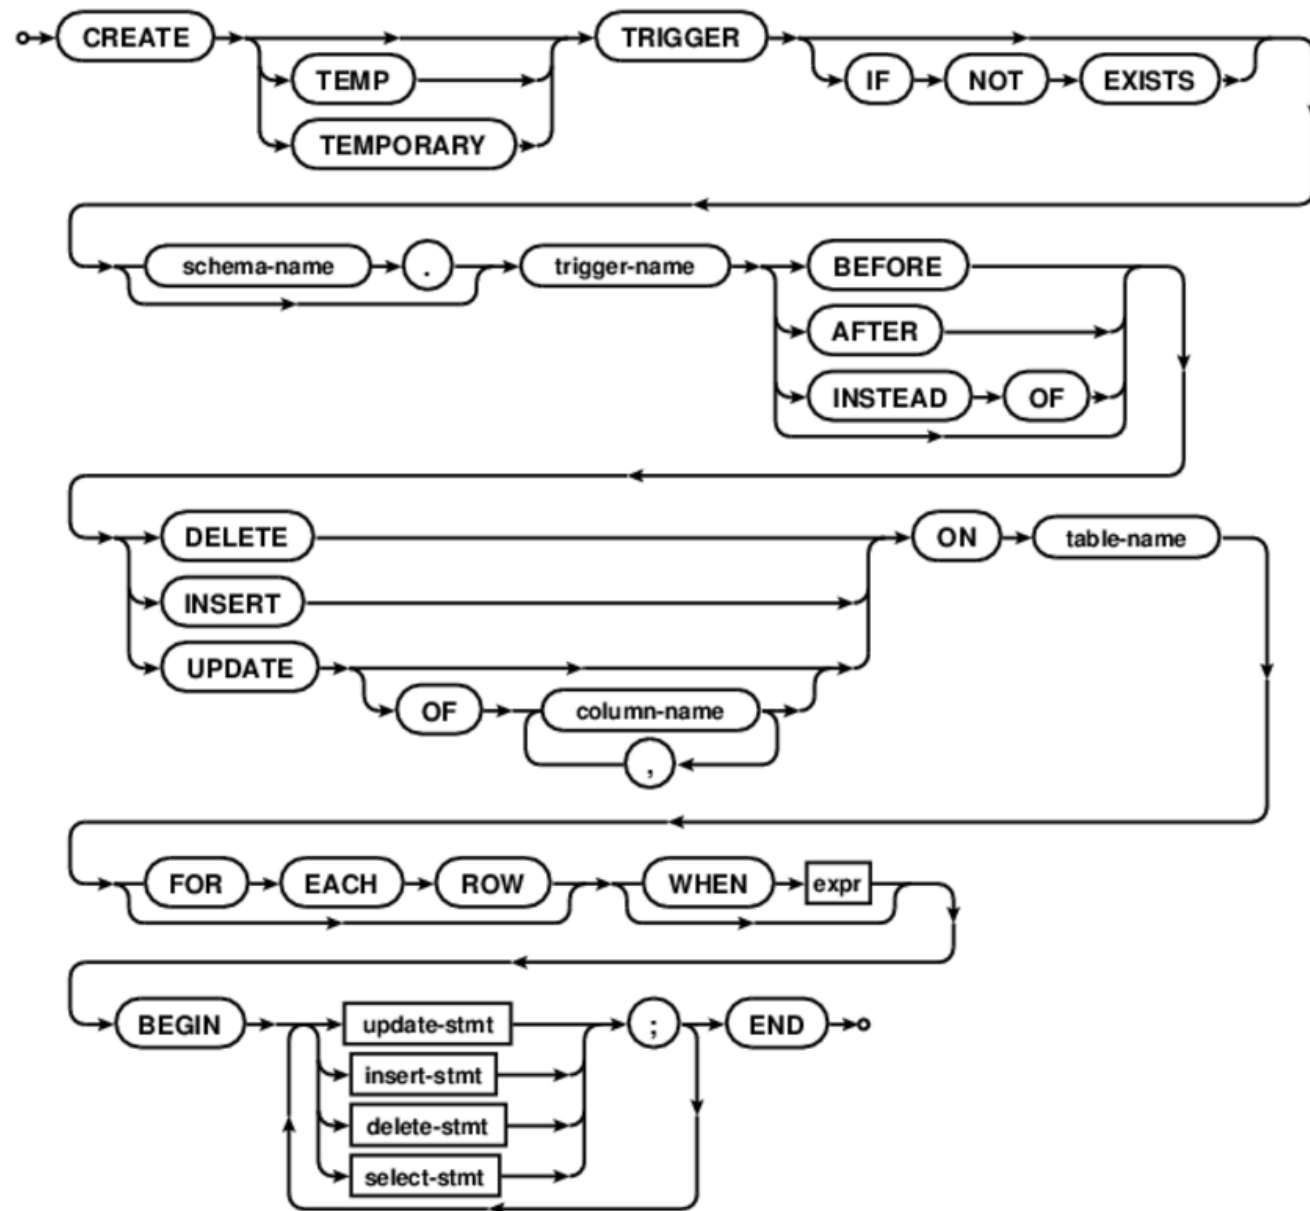 CREATE TRIGGER
TEMP IF NOT EXISTS
TEMPORARY
schema-name . trigger-name BEFORE
AFTER
INSTEAD OF
DELETE ON table-name
INSERT
UPDATE
OF column-name
,
FOR EACH ROW WHEN expr
BEGIN update-stmt ; END
insert-stmt
delete-stmt
select-stmt